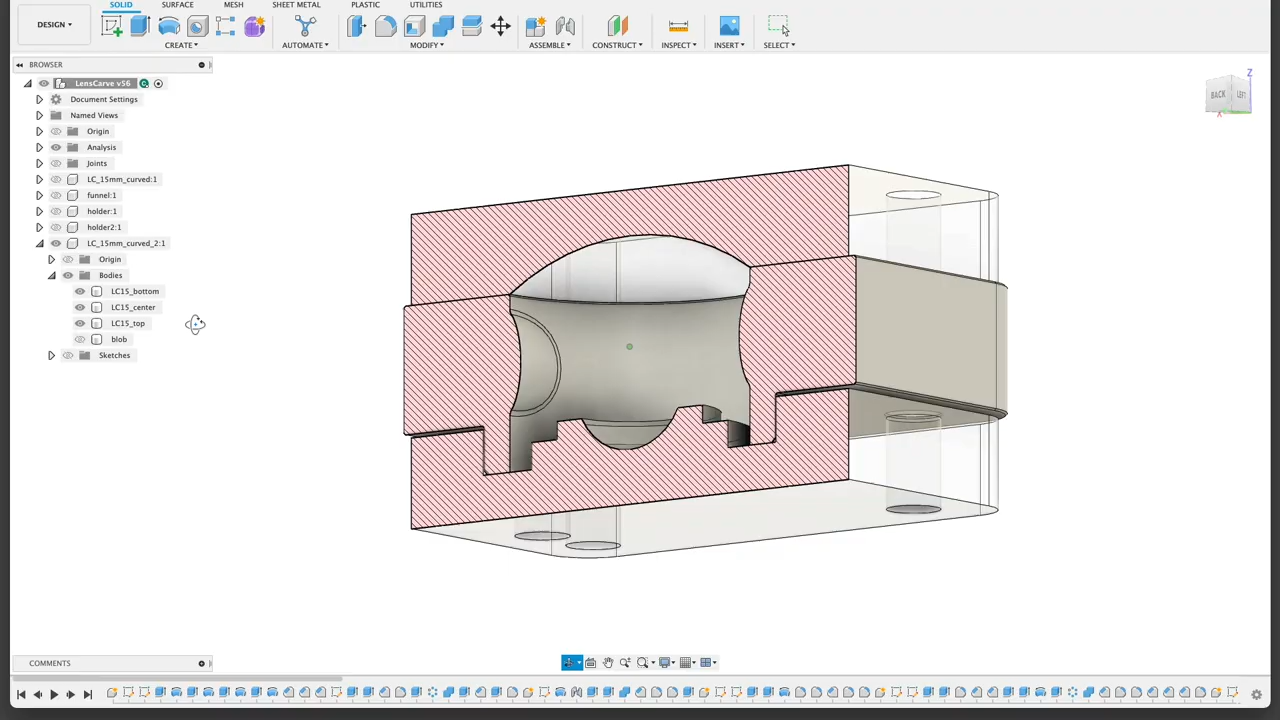 SOLID SURFACE MESH SHEET METAL PLASTIC UTILITIES
DESIGN▾
CREATE▾ AUTOMATE▾ MODIFY▾ ASSEMBLE▾ CONSTRUCT▾ INSPECT▾ INSERT▾ SELECT▾
BROWSER
LensCarve v56
Document Settings
Named Views
Origin
Analysis
Joints
LC_15mm_curved:1
funnel:1
holder:1
holder2:1
LC_15mm_curved_2:1
Origin
Bodies
LC15_bottom
LC15_center
LC15_top
blob
Sketches
Z
BACK LEFT
X
COMMENTS